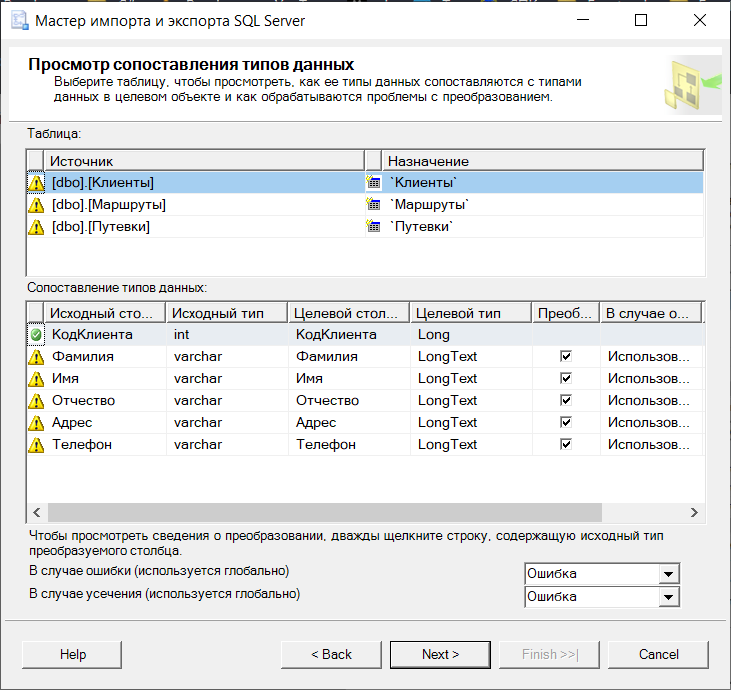 Мастер импорта и экспорта SQL Server
Просмотр сопоставления типов данных
Выберите таблицу, чтобы просмотреть, как ее типы данных сопоставляются с типами
данных в целевом объекте и как обрабатываются проблемы с преобразованием.
Таблица:
Источник Назначение
[dbo].[Клиенты] `Клиенты`
[dbo].[Маршруты] `Маршруты`
[dbo].[Путевки] `Путевки`
Сопоставление типов данных:
Исходный сто... Исходный тип Целевой стол... Целевой тип Преоб... В случае о...
КодКлиента int КодКлиента Long
Фамилия varchar Фамилия LongText Использов...
Имя varchar Имя LongText Использов...
Отчество varchar Отчество LongText Использов...
Адрес varchar Адрес LongText Использов...
Телефон varchar Телефон LongText Использов...
Чтобы просмотреть сведения о преобразовании, дважды щелкните строку, содержащую исходный тип
преобразуемого столбца.
В случае ошибки (используется глобально) Ошибка
В случае усечения (используется глобально) Ошибка
Help < Back Next > Finish >>| Cancel